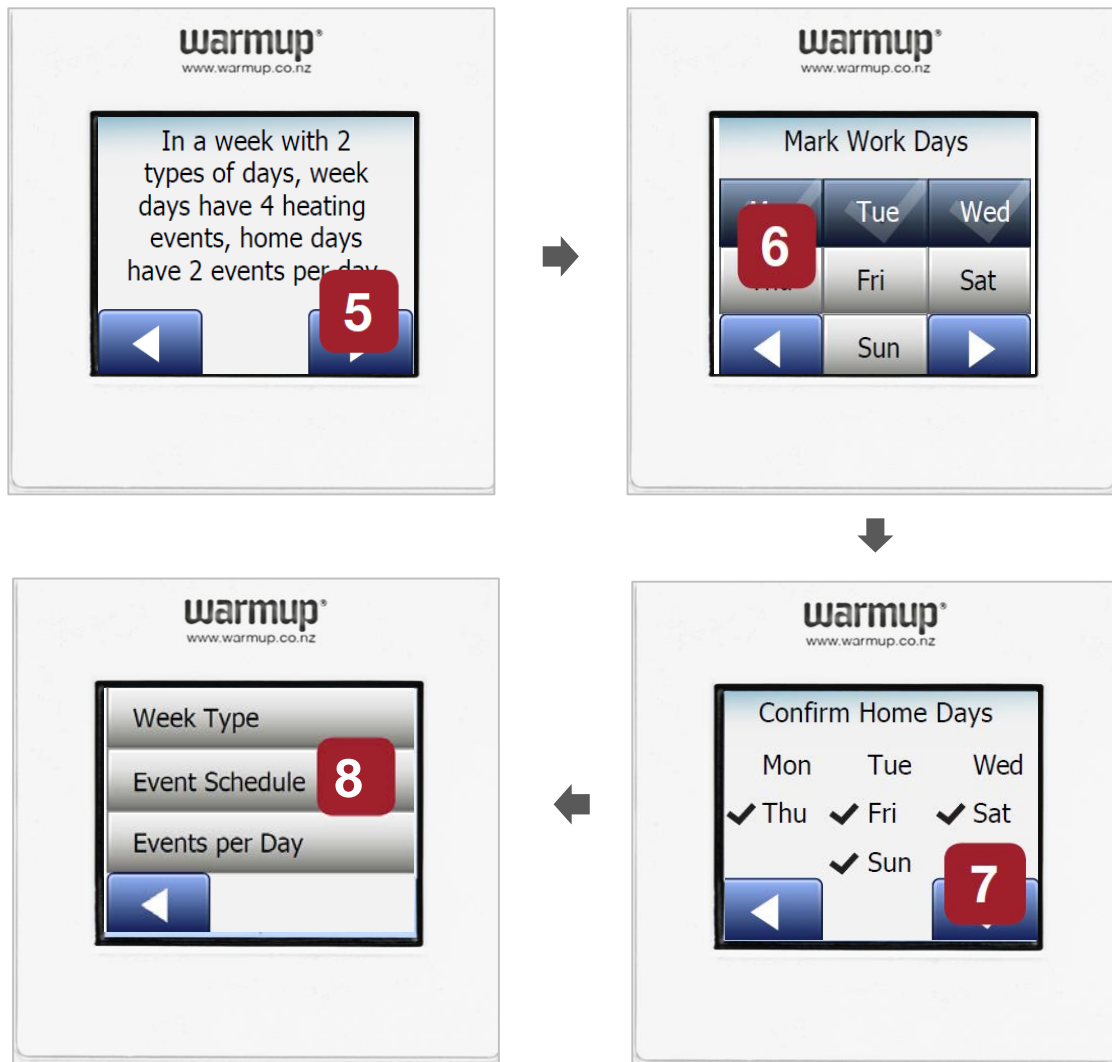 warmup®
www.warmup.co.nz
In a week with 2
types of days, week
days have 4 heating
events, home days
have 2 events per day
5
warmup®
www.warmup.co.nz
Mark Work Days
Tue Wed
6
Fri Sat
Sun
warmup®
www.warmup.co.nz
Week Type
Event Schedule 8
Events per Day
warmup®
www.warmup.co.nz
Confirm Home Days
Mon Tue Wed
Thu Fri Sat
Sun
7